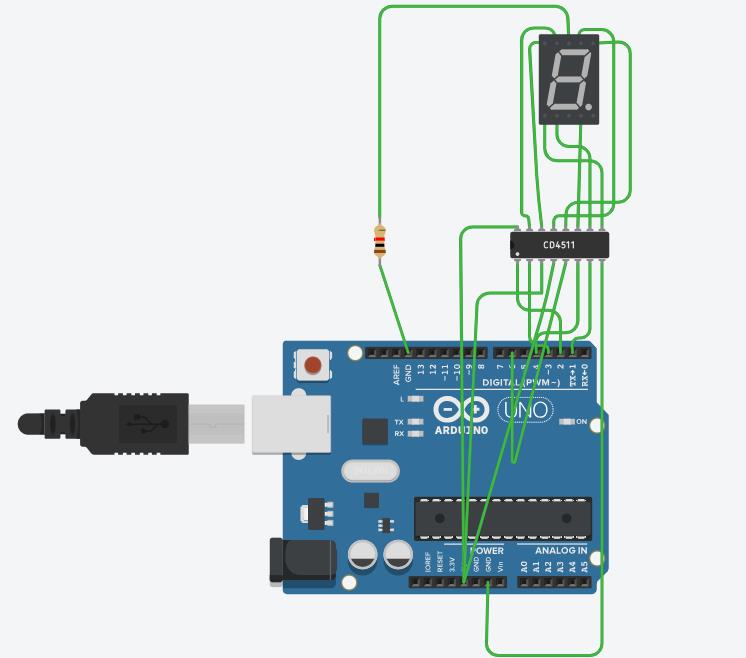 CD4511
AREF
GND
13
12
~11
~10
~9
8
7
5
4
~3
2
TX→1
RX←0
DIGITAL (PWM~)
L
TX
RX
ARDUINO
UNO
ON
IOREF
RESET
3.3V
GND
GND
Vin
POWER
ANALOG IN
A0
A1
A2
A3
A4
A5